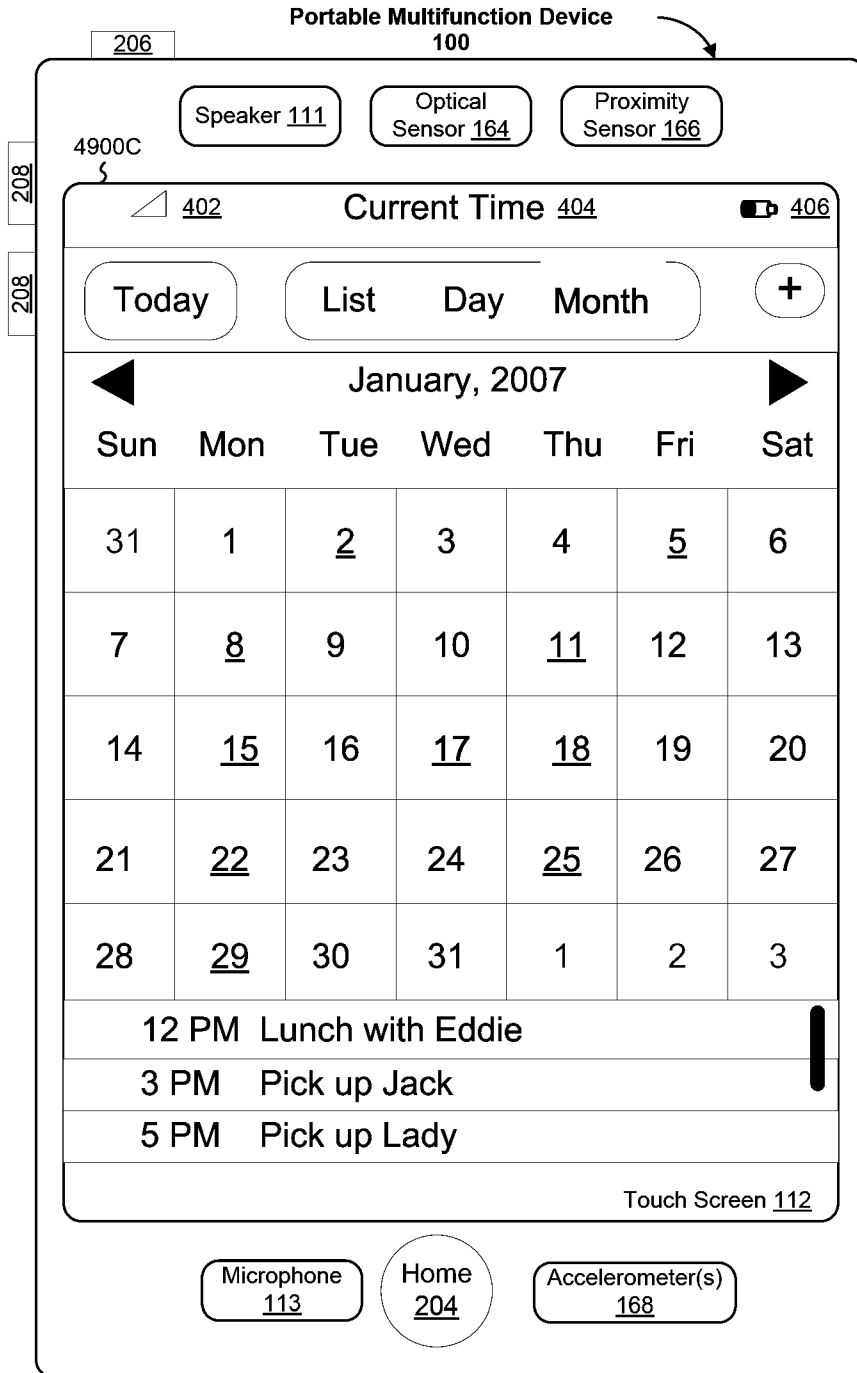 Portable Multifunction Device
100
206
Speaker 111
Optical
Sensor 164
Proximity
Sensor 166
4900C
208
208
402
Current Time 404
406
Today
List Day Month
+
January, 2007
Sun Mon Tue Wed Thu Fri Sat
31 1 2 3 4 5 6
7 8 9 10 11 12 13
14 15 16 17 18 19 20
21 22 23 24 25 26 27
28 29 30 31 1 2 3
12 PM Lunch with Eddie
3 PM Pick up Jack
5 PM Pick up Lady
Touch Screen 112
Microphone
113
Home
204
Accelerometer(s)
168